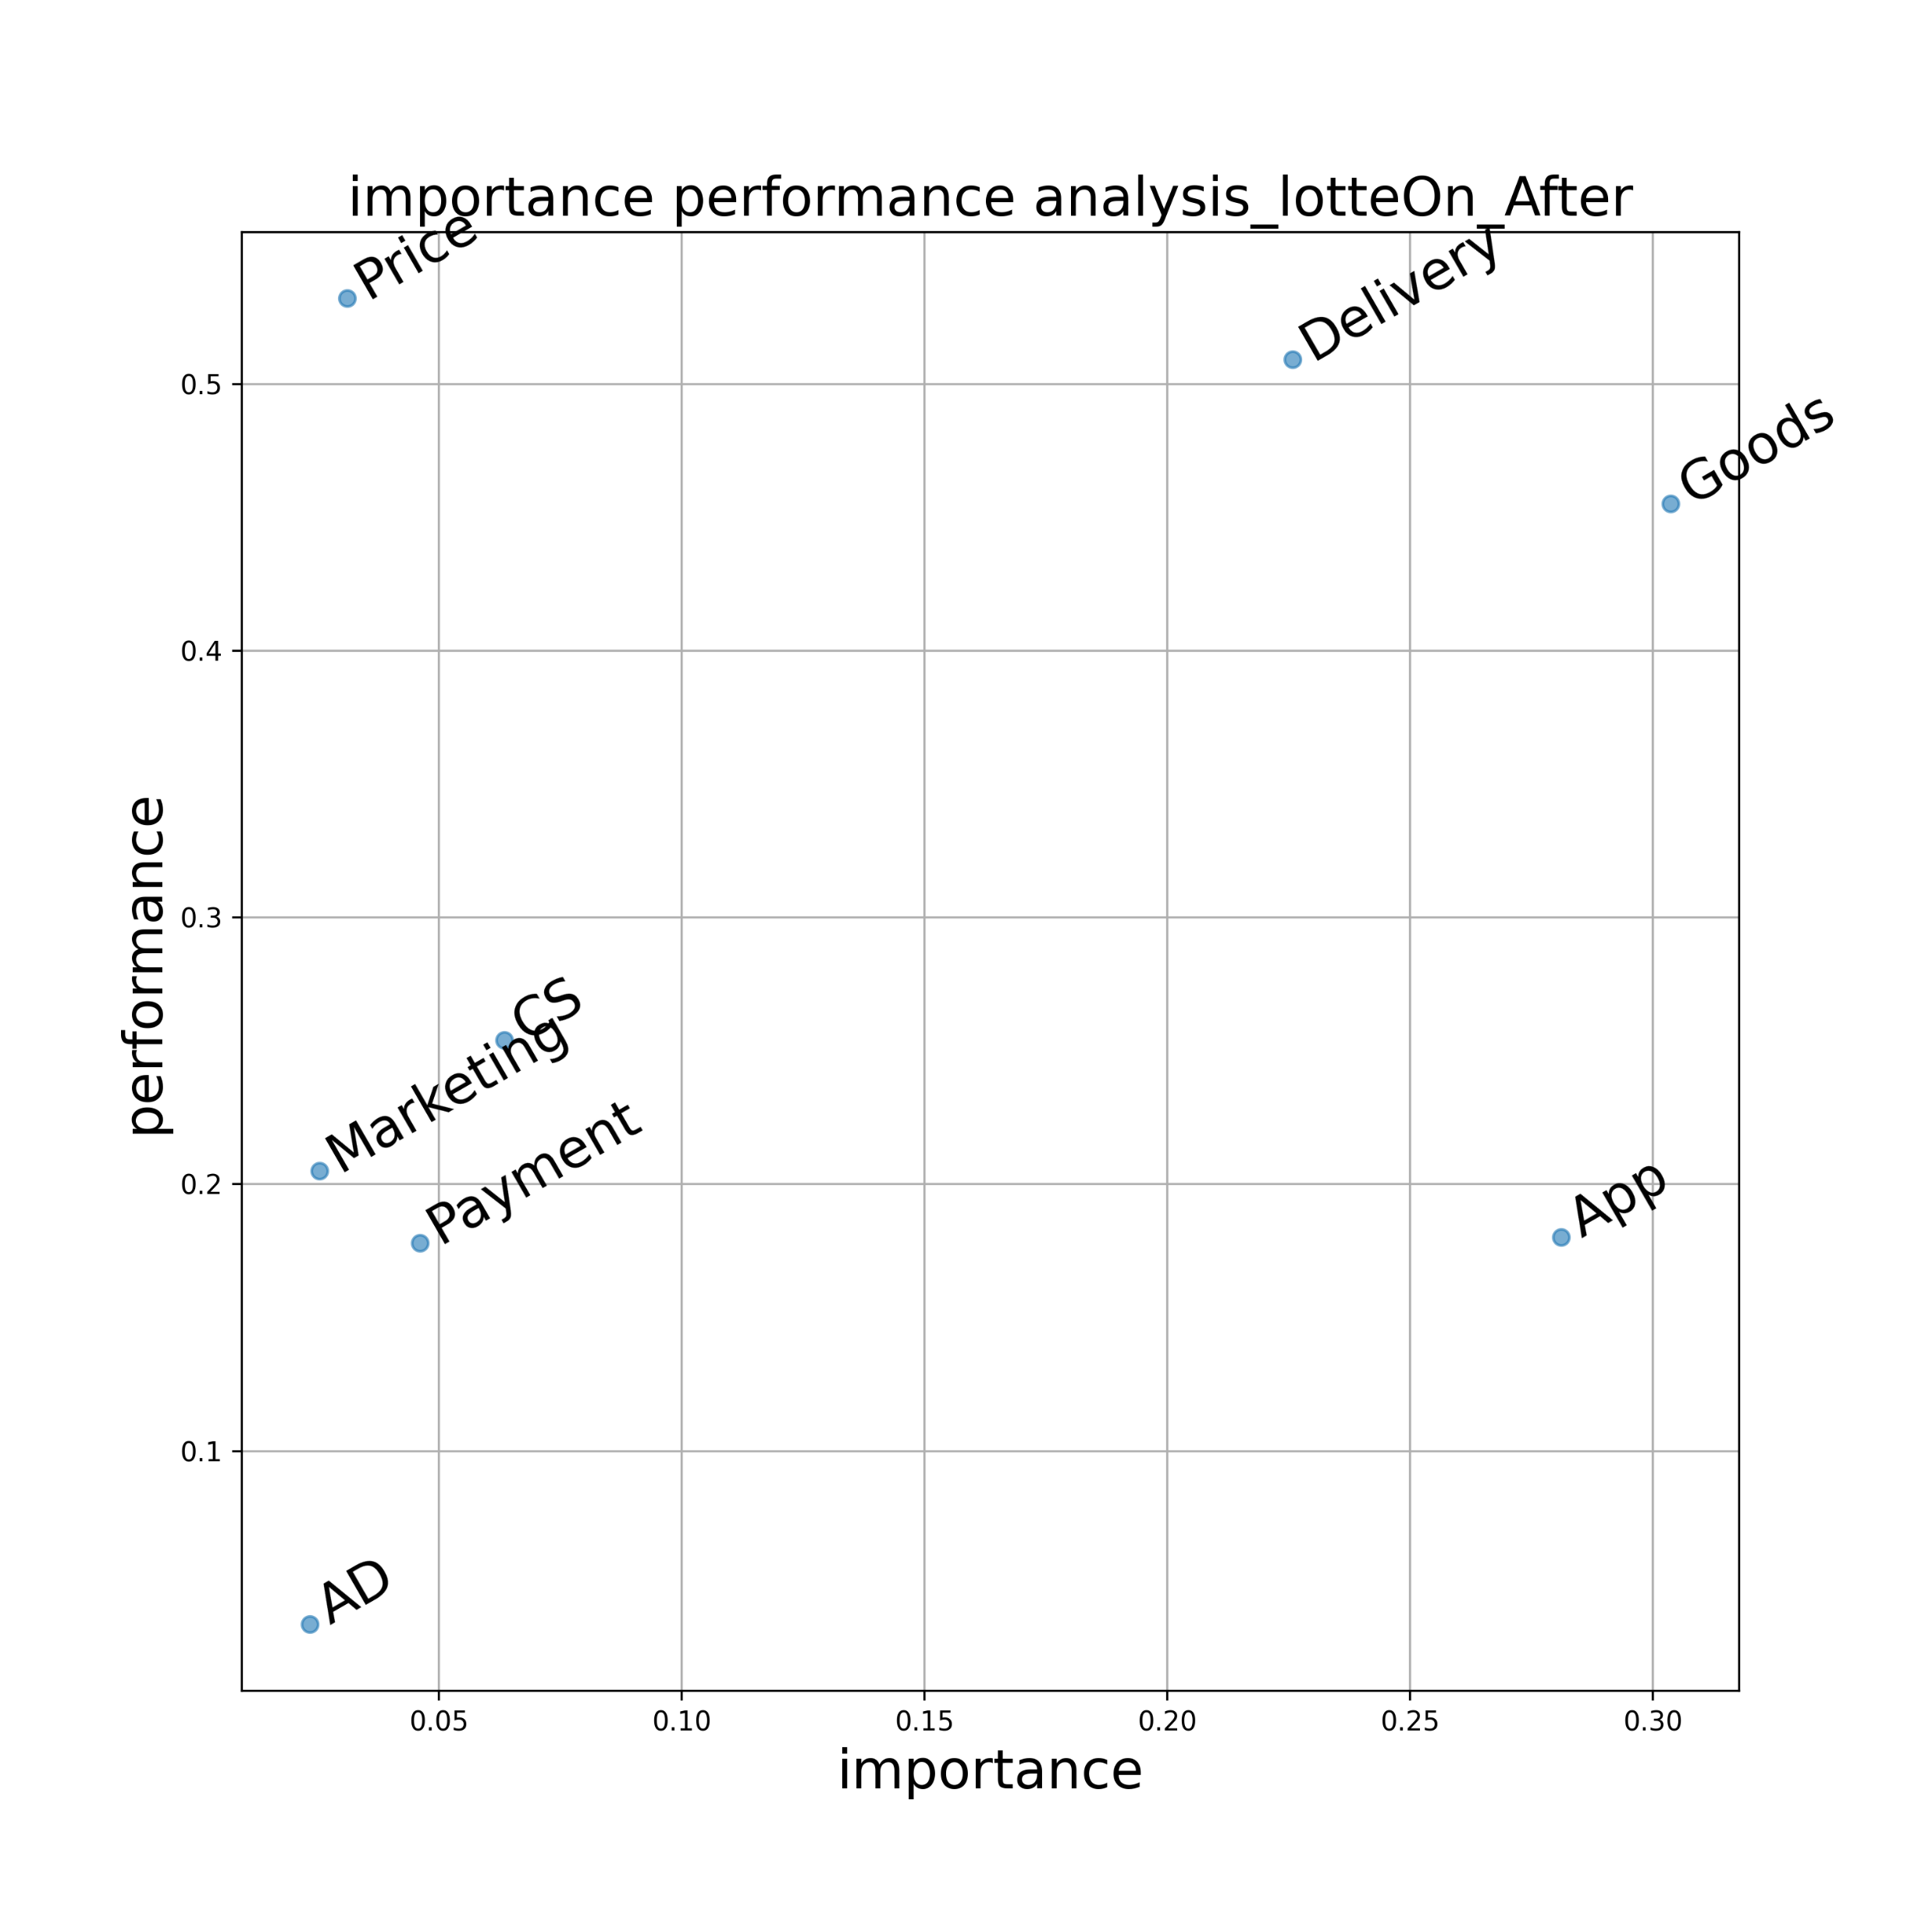 importance performance analysis_lotteOn_After
Price
Delivery
0.5
Goods
0.4
performance
0.3
CS
Marketing
0.2
Payment
App
0.1
AD
0.05 0.10 0.15 0.20 0.25 0.30
importance